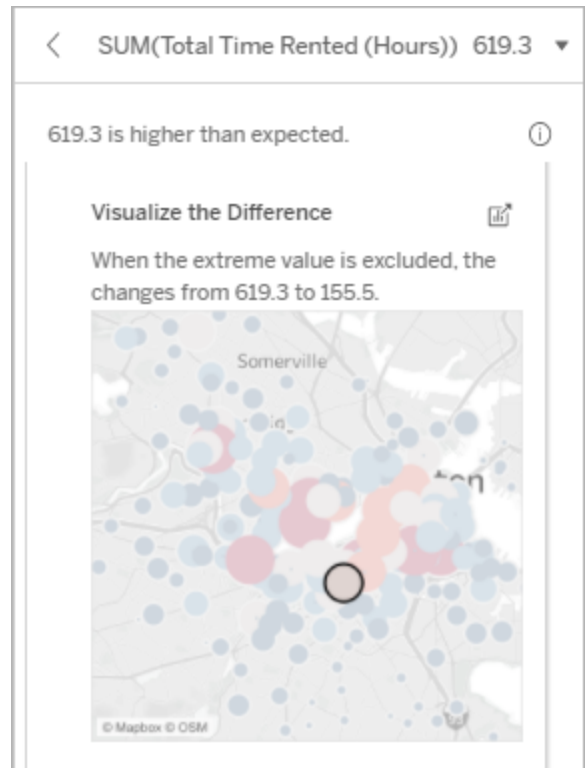 SUM(Total Time Rented (Hours)) 619.3
619.3 is higher than expected.
Visualize the Difference
When the extreme value is excluded, the
changes from 619.3 to 155.5.
Somerville
ton
© Mapbox © OSM